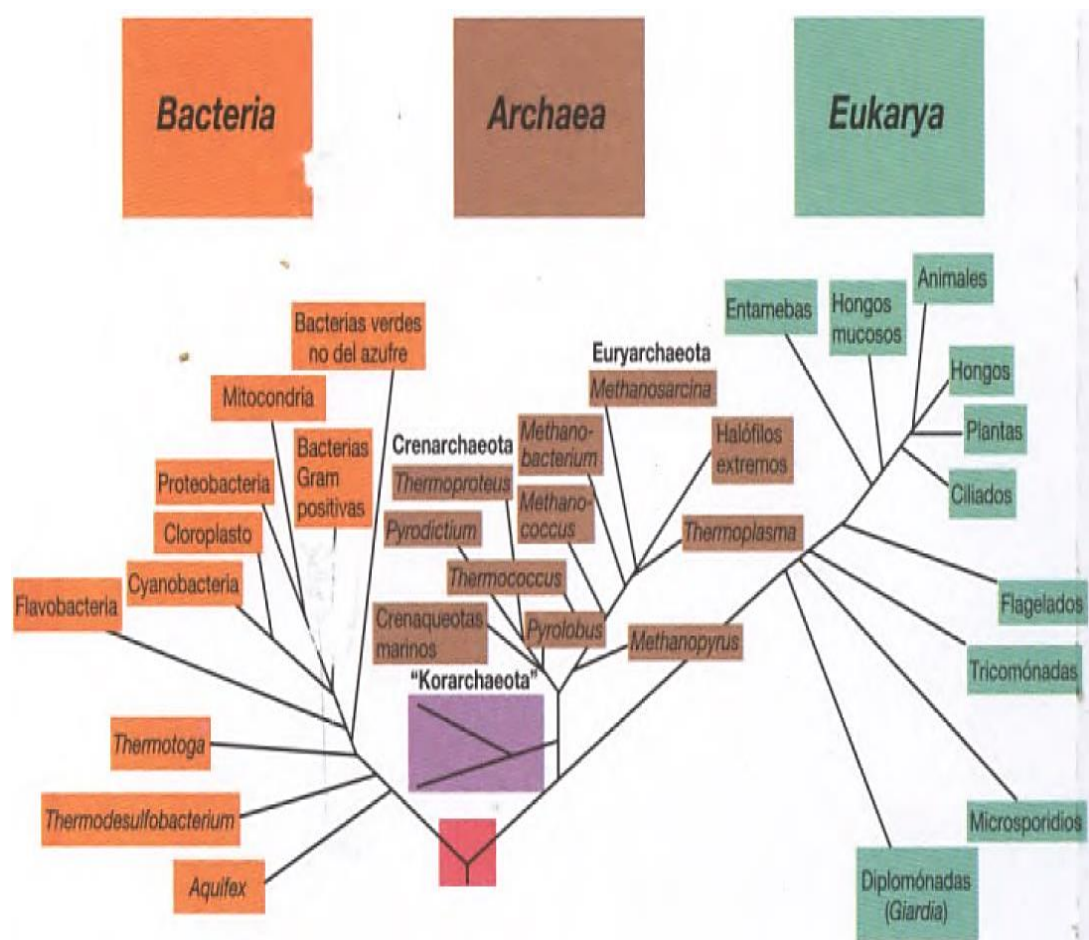 Bacteria
Archaea
Eukarya
Bacterias verdes
no del azufre
Mitocondria
Bacterias
Gram
positivas
Proteobacteria
Cloroplasto
Cyanobacteria
Flavobacteria
Thermotoga
Thermodesulfobacterium
Aquifex
Euryarchaeota
Methanosarcina
Crenarchaeota
Methano-
bacterium
Halófilos
extremos
Thermoproteus
Methano-
coccus
Pyrodictium
Thermoplasma
Thermococcus
Crenaqueotas
marinos
Pyrolobus
Methanopyrus
"Korarchaeota"
Entamebas
Hongos
mucosos
Animales
Hongos
Plantas
Ciliados
Flagelados
Tricomónadas
Microsporidios
Diplomónadas
(Giardia)